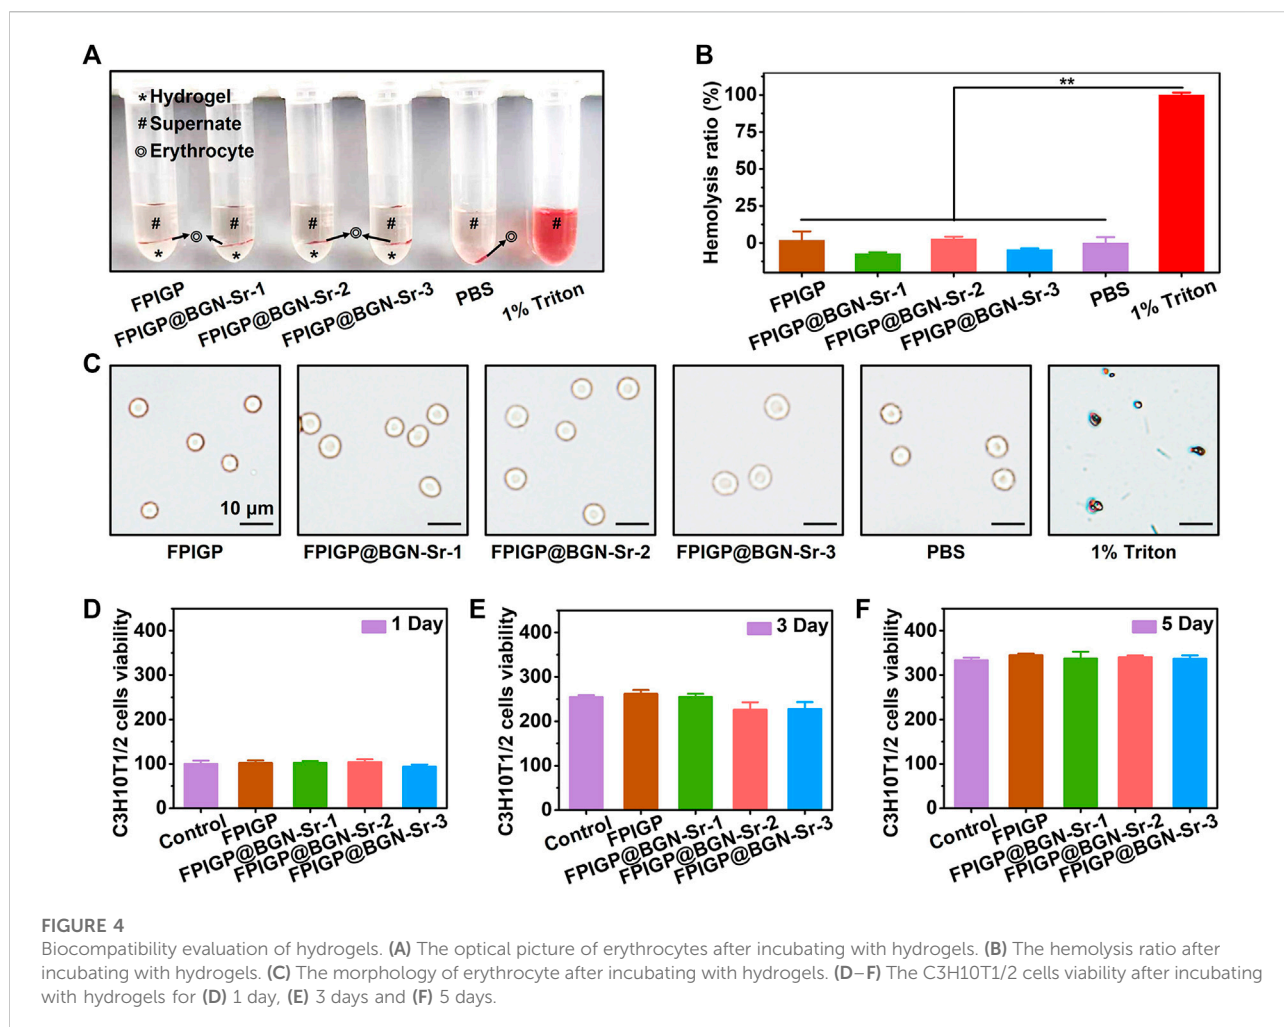 A
* Hydrogel
# Supernate
◎ Erythrocyte
# # # # # #
◎ ◎ ◎
* * * *
FPIGP
FPIGP@BGN-Sr-1
FPIGP@BGN-Sr-2
FPIGP@BGN-Sr-3
PBS
1% Triton
B
Hemolysis ratio (%)
100
75
50
25
0
**
FPIGP
FPIGP@BGN-Sr-1
FPIGP@BGN-Sr-2
FPIGP@BGN-Sr-3
PBS
1% Triton
C
10 μm
FPIGP
FPIGP@BGN-Sr-1
FPIGP@BGN-Sr-2
FPIGP@BGN-Sr-3
PBS
1% Triton
D
C3H10T1/2 cells viability
400
300
200
100
0
1 Day
Control
FPIGP
FPIGP@BGN-Sr-1
FPIGP@BGN-Sr-2
FPIGP@BGN-Sr-3
E
C3H10T1/2 cells viability
400
300
200
100
0
3 Day
Control
FPIGP
FPIGP@BGN-Sr-1
FPIGP@BGN-Sr-2
FPIGP@BGN-Sr-3
F
C3H10T1/2 cells viability
400
300
200
100
0
5 Day
Control
FPIGP
FPIGP@BGN-Sr-1
FPIGP@BGN-Sr-2
FPIGP@BGN-Sr-3
FIGURE 4
Biocompatibility evaluation of hydrogels. (A) The optical picture of erythrocytes after incubating with hydrogels. (B) The hemolysis ratio after
incubating with hydrogels. (C) The morphology of erythrocyte after incubating with hydrogels. (D–F) The C3H10T1/2 cells viability after incubating
with hydrogels for (D) 1 day, (E) 3 days and (F) 5 days.